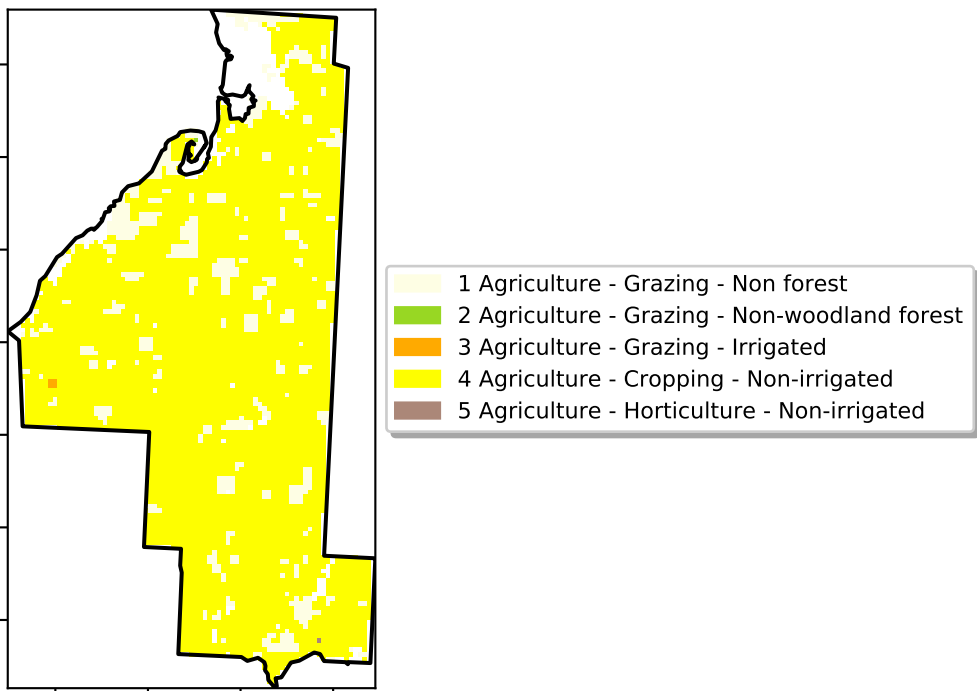 1 Agriculture - Grazing - Non forest
2 Agriculture - Grazing - Non-woodland forest
3 Agriculture - Grazing - Irrigated
4 Agriculture - Cropping - Non-irrigated
5 Agriculture - Horticulture - Non-irrigated